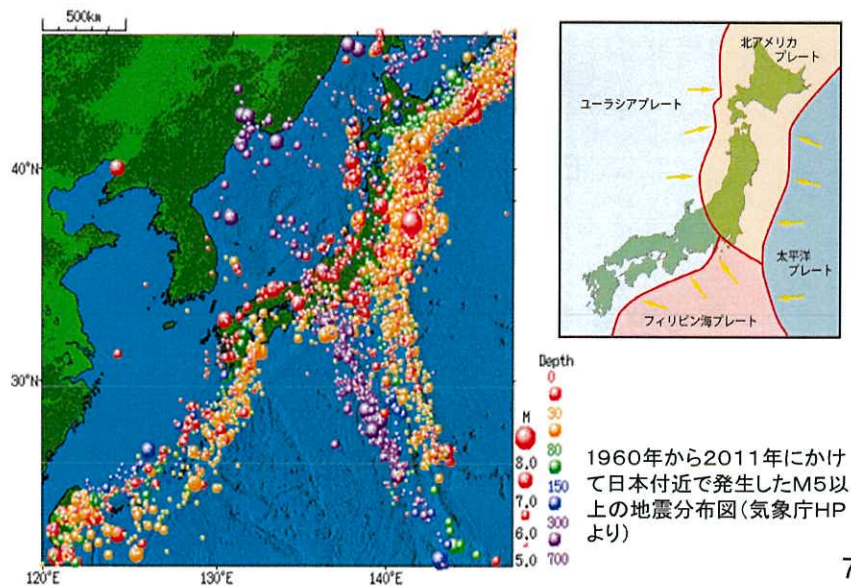 500km
40°N
30°N
120°E
130°E
140°E
M
8.0
7.0
6.0
5.0
Depth
0
30
80
150
300
700
北アメリカ
プレート
ユーラシアプレート
太平洋
プレート
フィリピン海プレート
1960年から2011年にかけ
て日本付近で発生したM5以
上の地震分布図(気象庁HP
より)
7